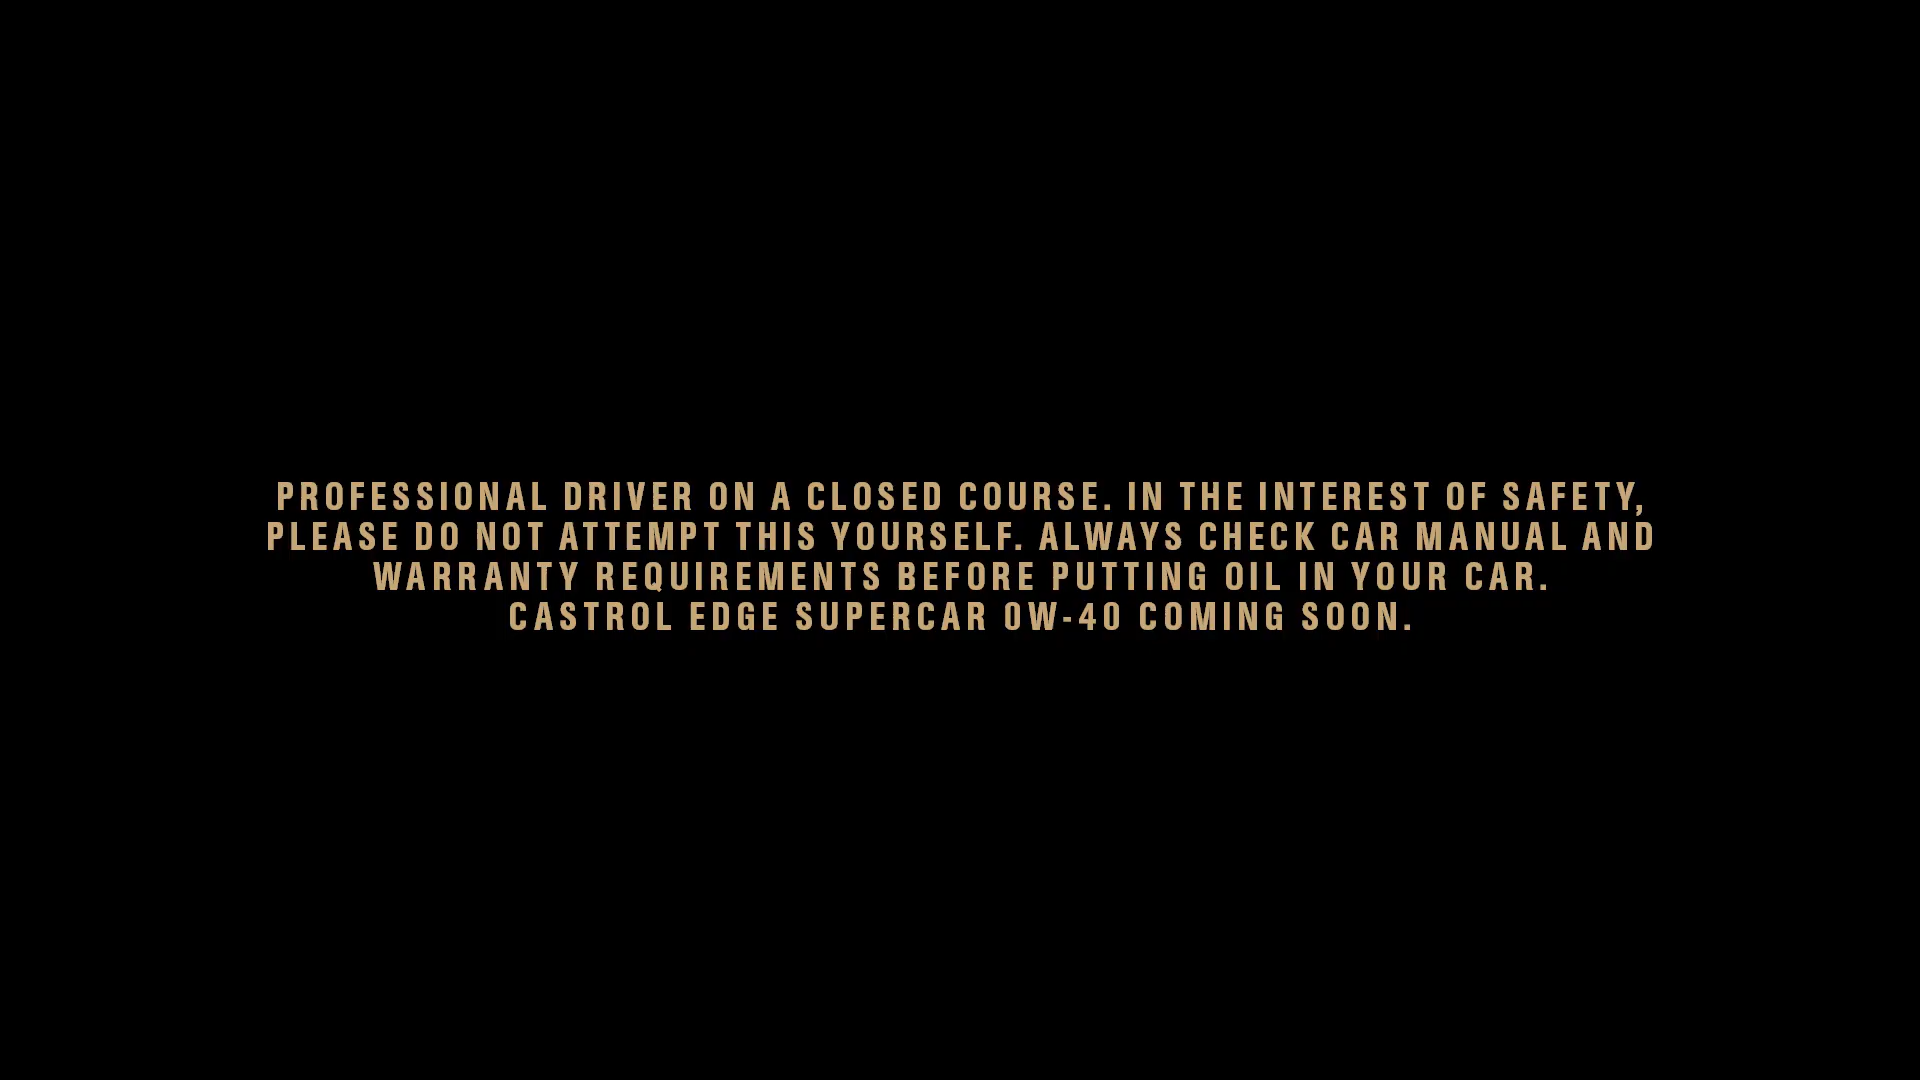 PROFESSIONAL DRIVER ON A CLOSED COURSE. IN THE INTEREST OF SAFETY,
PLEASE DO NOT ATTEMPT THIS YOURSELF. ALWAYS CHECK CAR MANUAL AND
WARRANTY REQUIREMENTS BEFORE PUTTING OIL IN YOUR CAR.
CASTROL EDGE SUPERCAR 0W-40 COMING SOON.